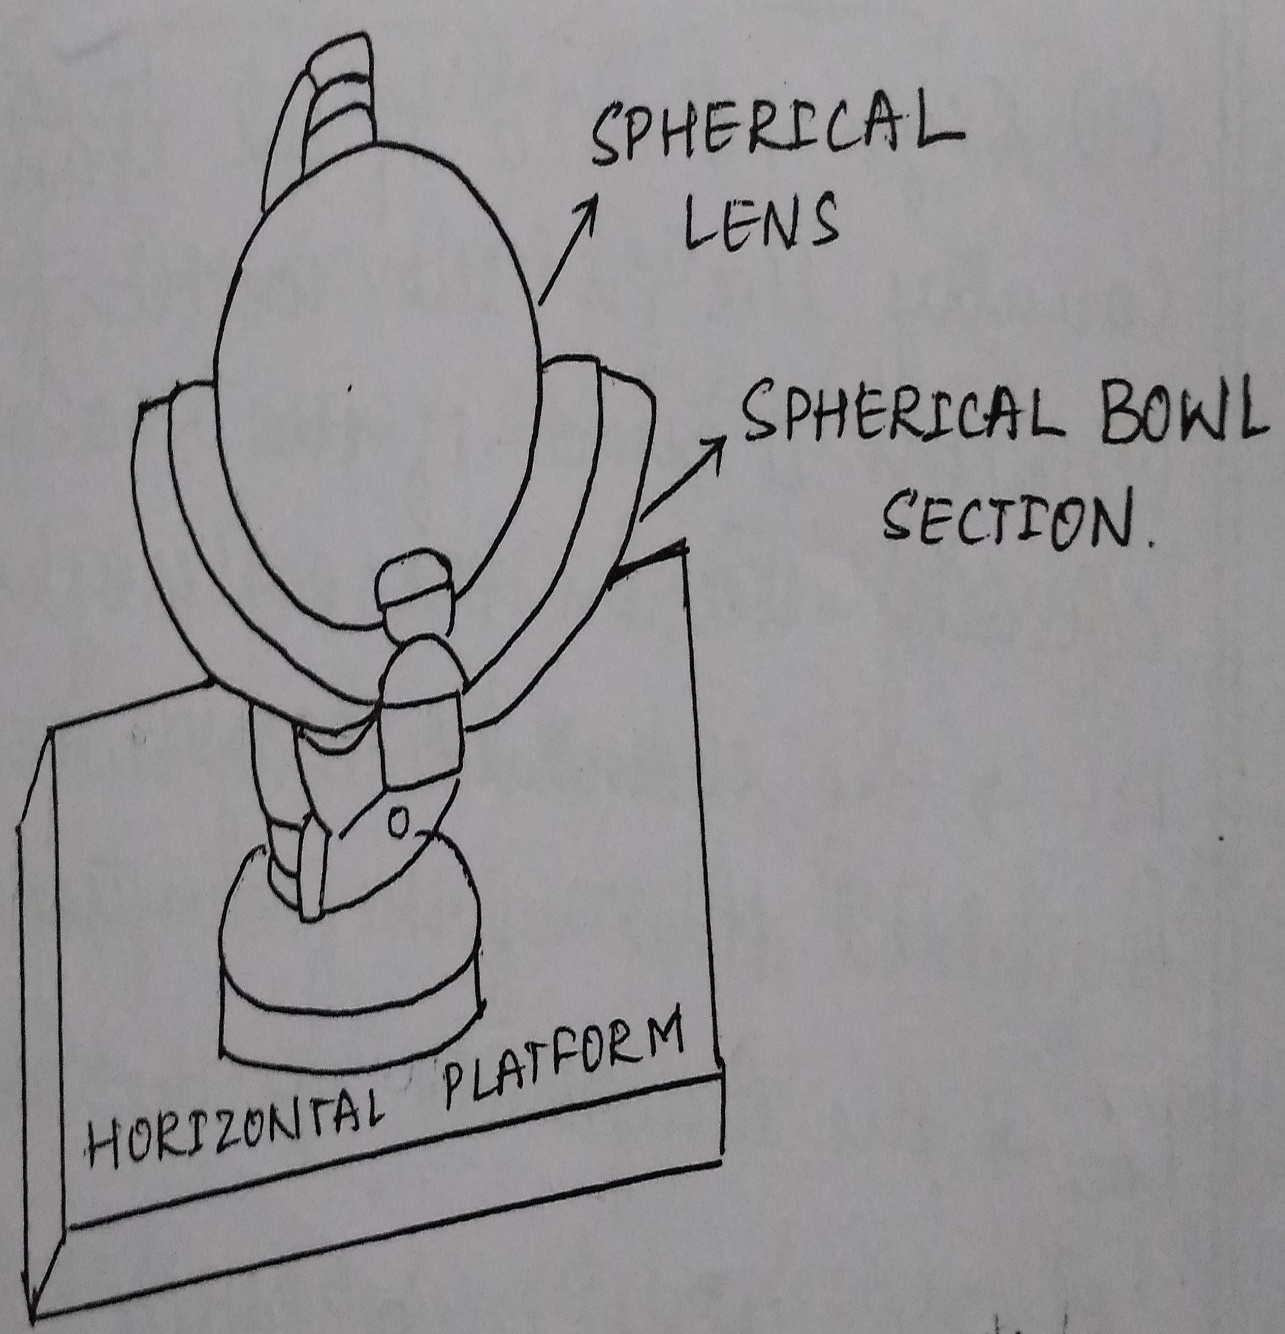 SPHERICAL
LENS
SPHERICAL BOWL
SECTION.
HORIZONTAL PLATFORM